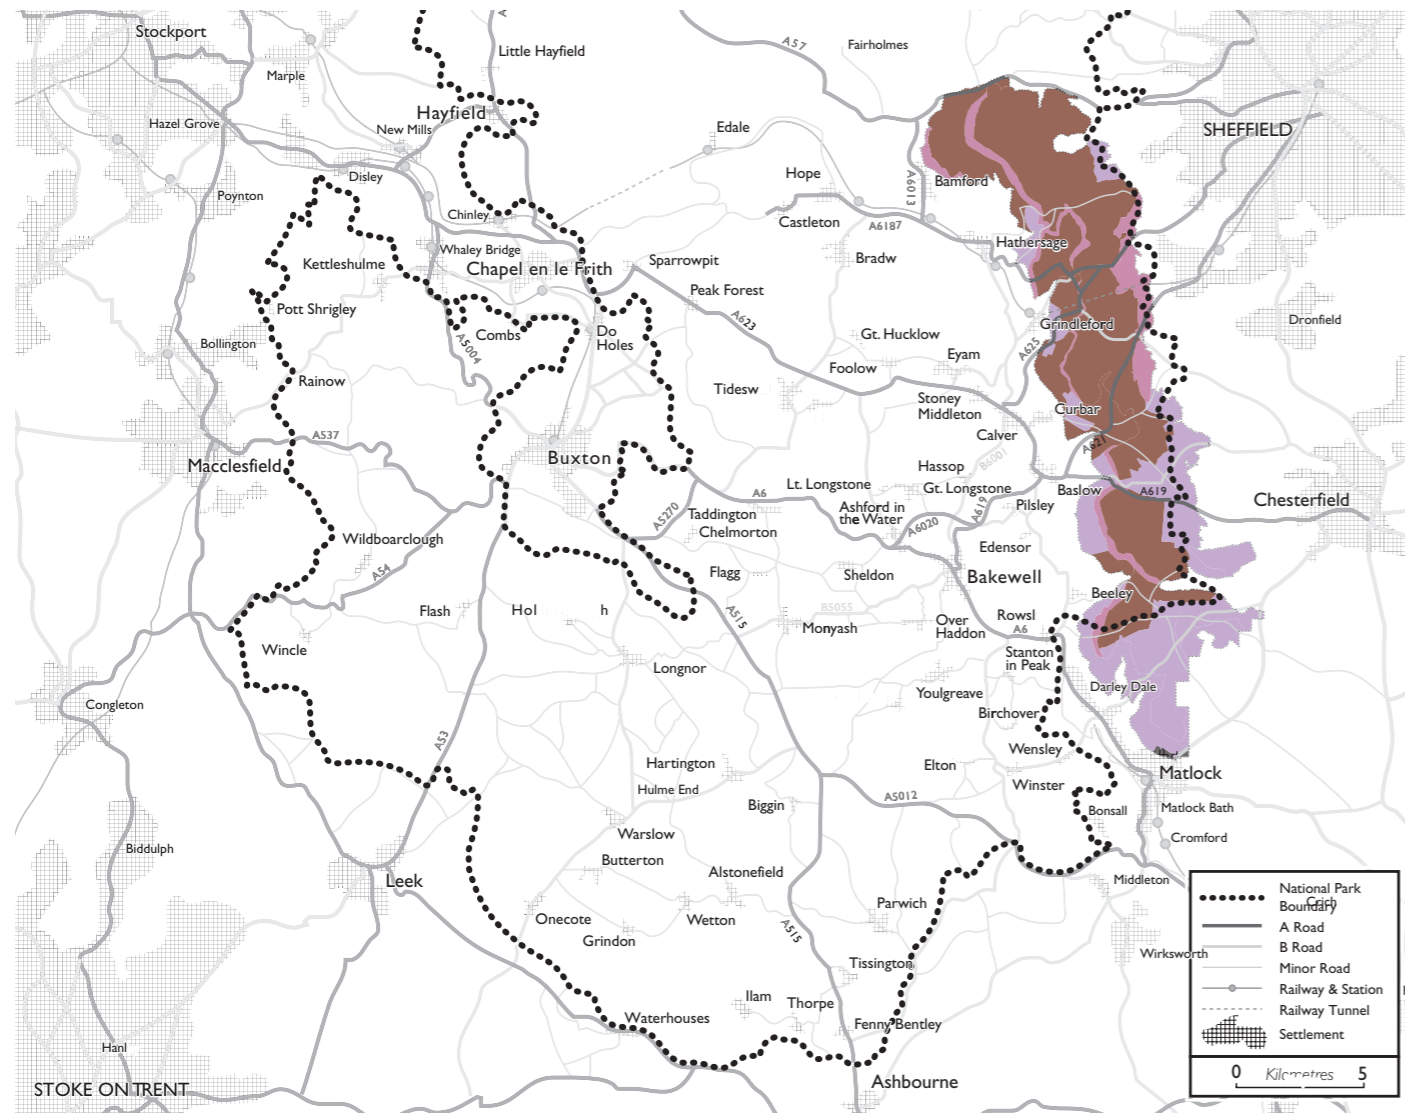 Stockport
Little Hayfield
A57
Fairholmes
Marple
Hayfield
Hazel Grove
New Mills
Edale
SHEFFIELD
Disley
Hope
Bamford
A6013
Poynton
Chinley
Castleton
A6187
Hathersage
Whaley Bridge
Kettleshulme
Chapel en le Frith
Sparrowpit
Bradw
Peak Forest
Pott Shrigley
A623
Grindleford
Dronfield
Combs
Do
Holes
A5004
Bollington
Gt. Hucklow
A625
Eyam
Foolow
Rainow
Tidesw
Stoney
Middleton
Curbar
Calver
A621
A537
Macclesfield
Buxton
Hassop
B6001
Lt. Longstone
Gt. Longstone
Baslow
A619
Chesterfield
A6
Pilsley
A619
Ashford in
the Water
A6020
A5270
Taddington
Chelmorton
Wildboarclough
A54
Edensor
Flagg
Sheldon
Bakewell
Beeley
Flash
Hol
h
A515
B5055
Monyash
Over
Haddon
Rowsl
A6
Wincle
Stanton
in Peak
Longnor
Darley Dale
Youlgreave
Birchover
Congleton
A53
Wensley
Hartington
Elton
Matlock
Hulme End
Winster
Biggin
A5012
Bonsall
Matlock Bath
Warslow
Cromford
Biddulph
Butterton
Alstonefield
Leek
Middleton
Parwich
Onecote
Wetton
A515
Grindon
Wirksworth
Tissington
Ilam
Thorpe
Waterhouses
Fenny Bentley
Hanl
STOKE ON TRENT
Ashbourne
National Park
Crich
Boundary
A Road
B Road
Minor Road
Railway & Station
Railway Tunnel
Settlement
0
Kilometres
5